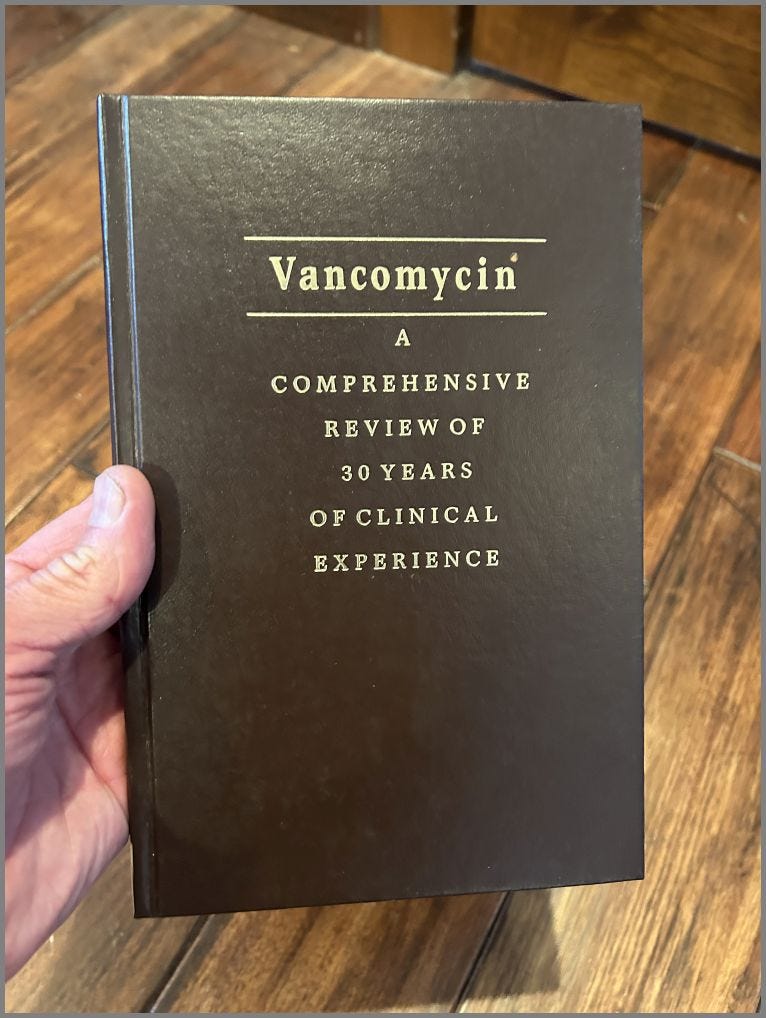 Vancomycin
A
COMPREHENSIVE
REVIEW OF
30 YEARS
OF CLINICAL
EXPERIENCE